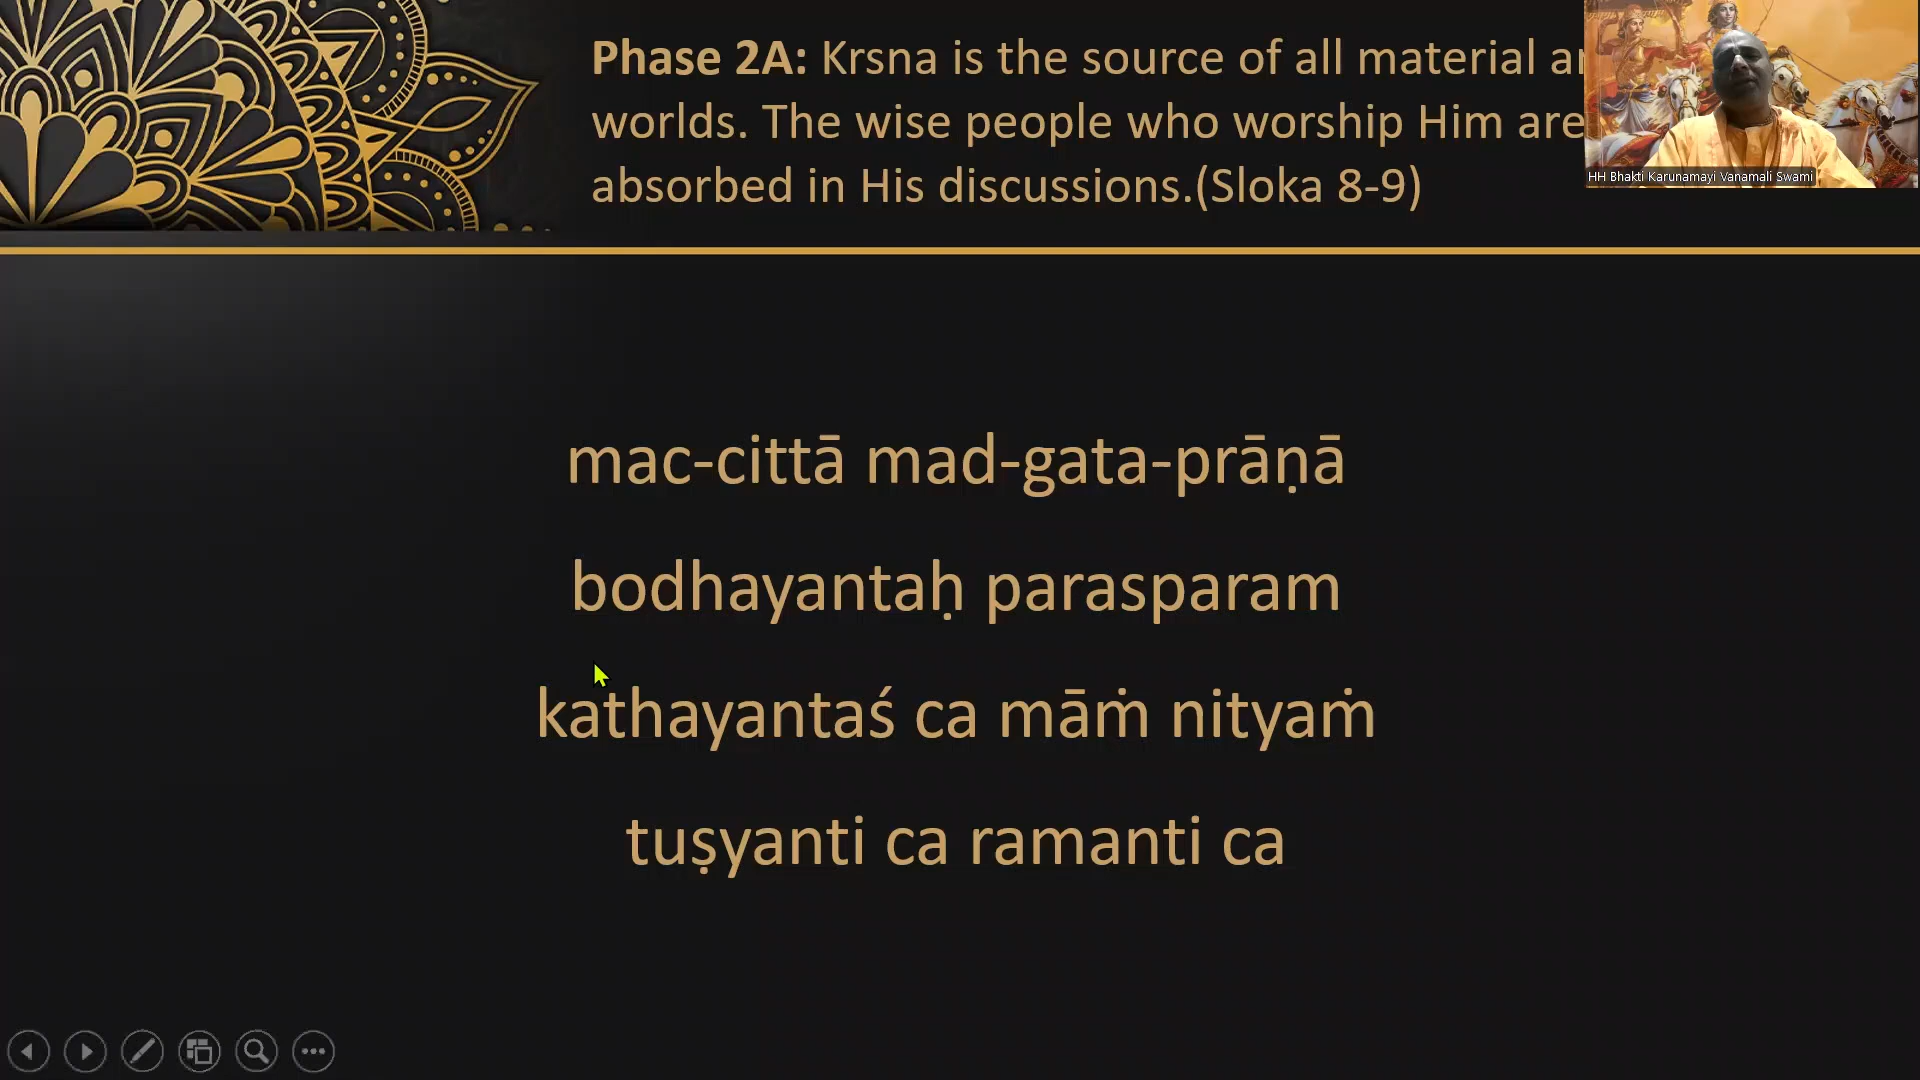 Phase 2A: Krsna is the source of all material
worlds. The wise people who worship Him are
absorbed in His discussions.(Sloka 8-9)
HH Bhakti Karunamayi Vanamali Swami
mac-cittā mad-gata-prāṇā
bodhayantaḥ parasparam
kathayantaś ca māṁ nityaṁ
tuṣyanti ca ramanti ca